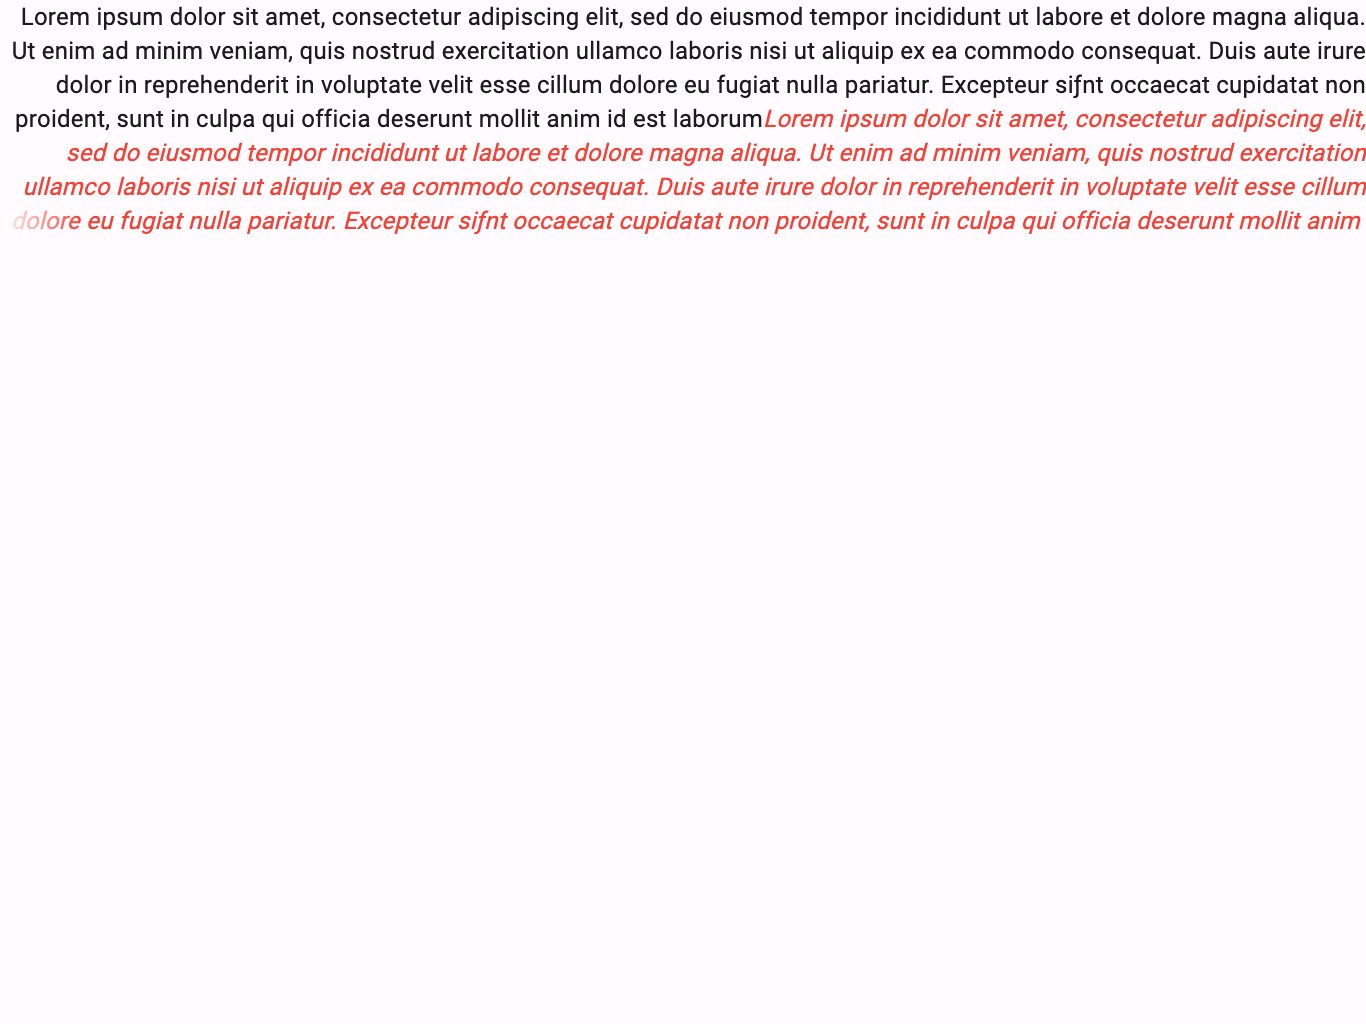 Lorem ipsum dolor sit amet, consectetur adipiscing elit, sed do eiusmod tempor incididunt ut labore et dolore magna aliqua.
Ut enim ad minim veniam, quis nostrud exercitation ullamco laboris nisi ut aliquip ex ea commodo consequat. Duis aute irure
dolor in reprehenderit in voluptate velit esse cillum dolore eu fugiat nulla pariatur. Excepteur siƒnt occaecat cupidatat non
proident, sunt in culpa qui officia deserunt mollit anim id est laborumLorem ipsum dolor sit amet, consectetur adipiscing elit,
sed do eiusmod tempor incididunt ut labore et dolore magna aliqua. Ut enim ad minim veniam, quis nostrud exercitation
ullamco laboris nisi ut aliquip ex ea commodo consequat. Duis aute irure dolor in reprehenderit in voluptate velit esse cillum
dolore eu fugiat nulla pariatur. Excepteur siƒnt occaecat cupidatat non proident, sunt in culpa qui officia deserunt mollit anim